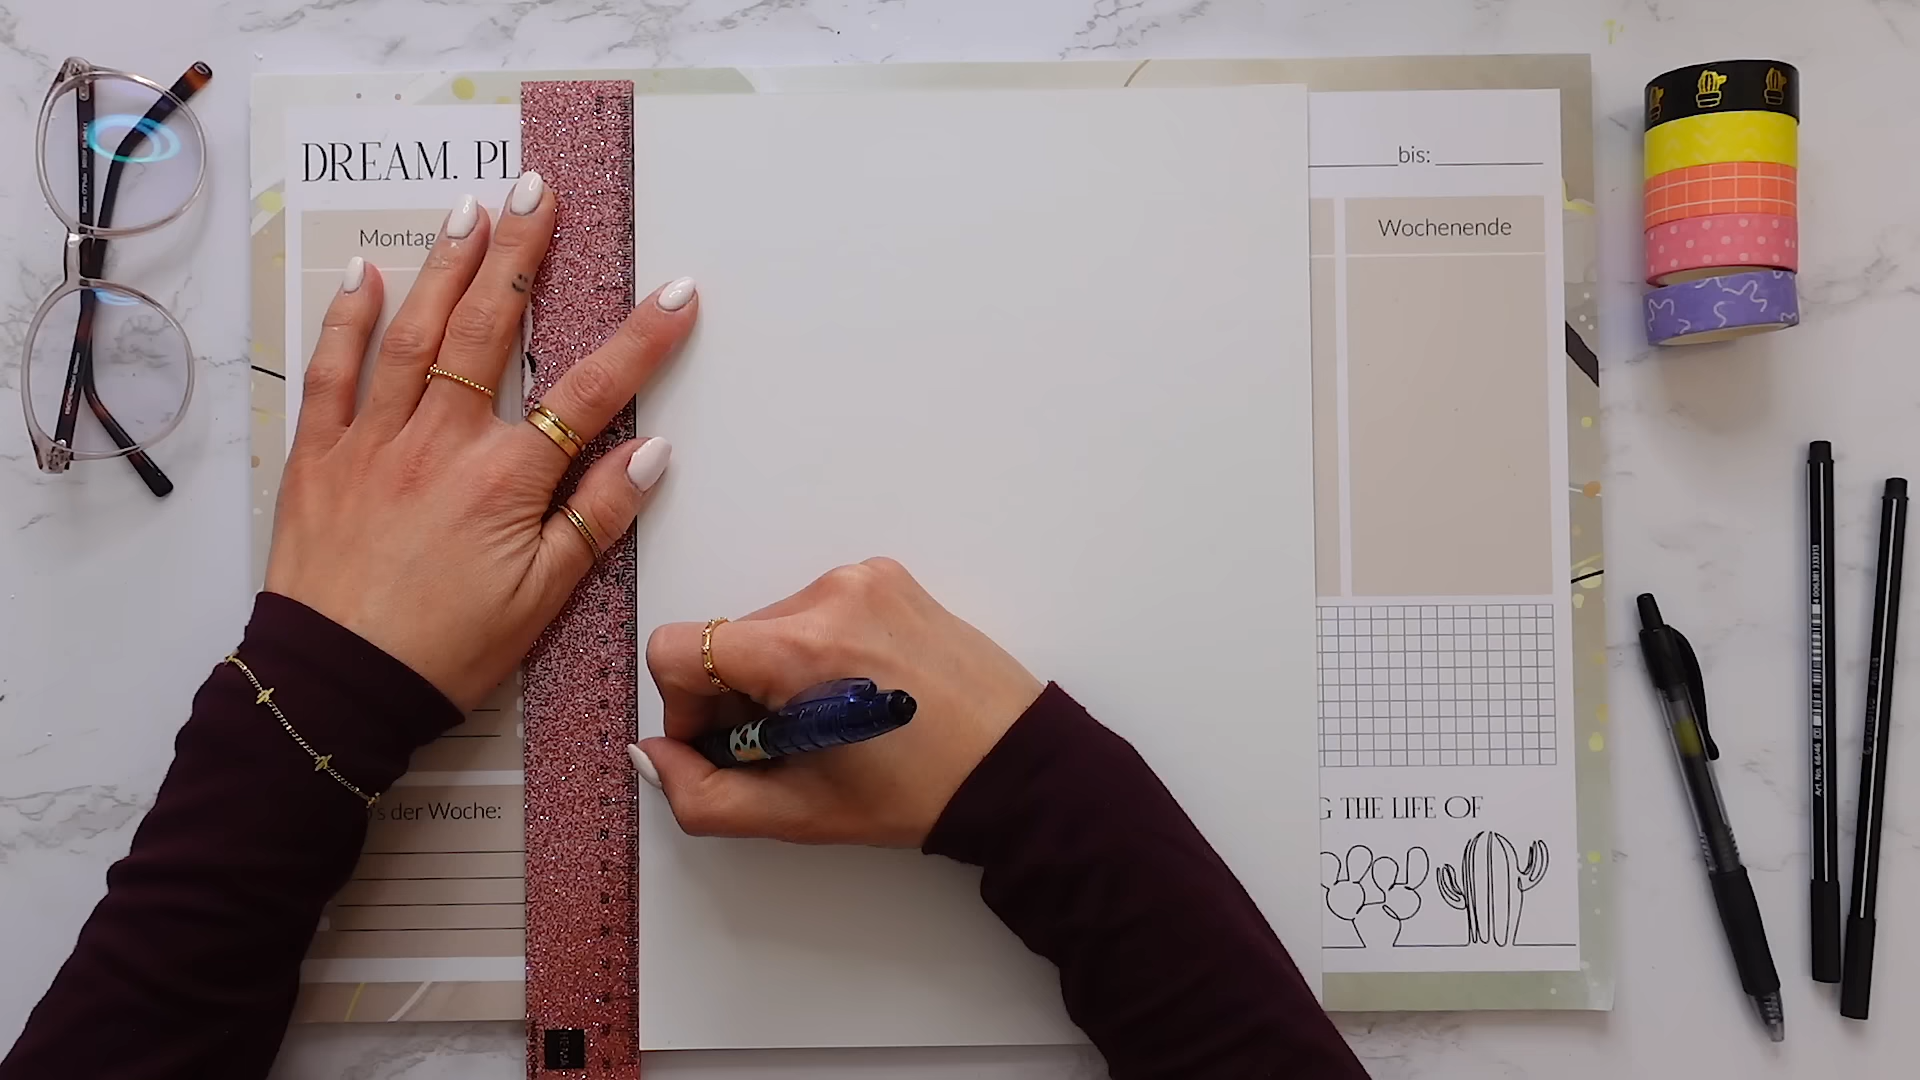 DREAM. PL
bis:
Montag
Wochenende
's der Woche:
G THE LIFE OF